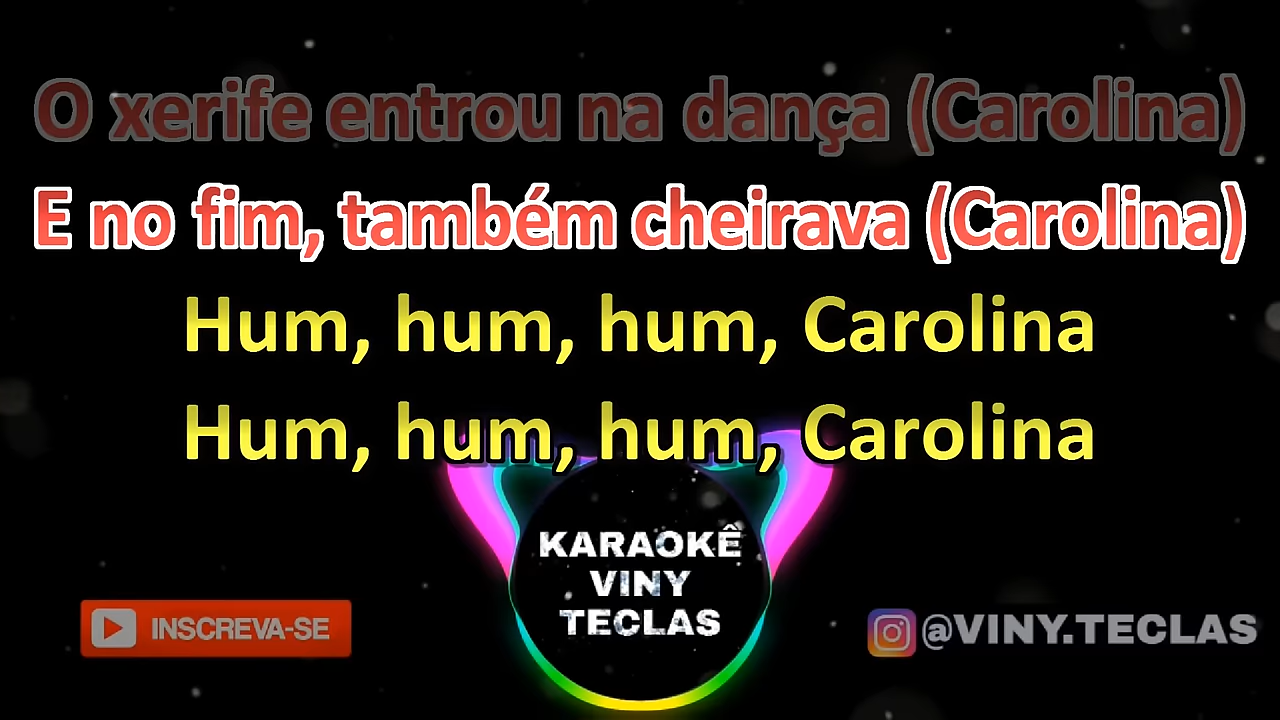 O xerife entrou na dança (Carolina)
E no fim, também cheirava (Carolina)
Hum, hum, hum, Carolina
Hum, hum, hum, Carolina
KARAOKÊ
VINY
TECLAS
INSCREVA-SE
@VINY.TECLAS